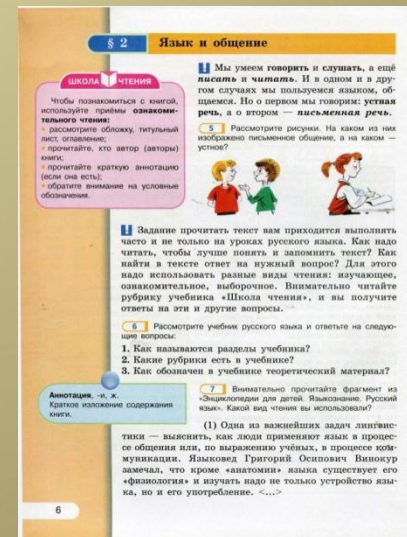 § 2 Язык и общение
ШКОЛА ЧТЕНИЯ
Чтобы познакомиться с книгой,
используйте приёмы ознакоми-
тельного чтения:
• рассмотрите обложку, титульный
лист, оглавление;
• прочитайте, кто автор (авторы)
книги;
• прочитайте краткую аннотацию
(если она есть);
• обратите внимание на условные
обозначения.
Мы умеем говорить и слушать, а ещё
писать и читать. И в одном и в дру-
гом случаях мы пользуемся языком, об-
щаемся. Но о первом мы говорим: устная
речь, а о втором — письменная речь.
5 Рассмотрите рисунки. На каком из них
изображено письменное общение, а на каком —
устное?
Задание прочитать текст вам приходится выполнять
часто и не только на уроках русского языка. Как надо
читать, чтобы лучше понять и запомнить текст? Как
найти в тексте ответ на нужный вопрос? Для этого
надо использовать разные виды чтения: изучающее,
ознакомительное, выборочное. Внимательно читайте
рубрику учебника «Школа чтения», и вы получите
ответы на эти и другие вопросы.
6 Рассмотрите учебник русского языка и ответьте на следую-
щие вопросы:
1. Как называются разделы учебника?
2. Какие рубрики есть в учебнике?
3. Как обозначен в учебнике теоретический материал?
Аннотация, -и, ж.
Краткое изложение содержания
книги.
7 Внимательно прочитайте фрагмент из
«Энциклопедии для детей. Языкознание. Русский
язык». Какой вид чтения вы использовали?
(1) Одна из важнейших задач лингвис-
тики — выяснить, как люди применяют язык в процес-
се общения или, по выражению учёных, в процессе ком-
муникации. Языковед Григорий Осипович Винокур
замечал, что кроме «анатомии» языка существует его
«физиология» и изучать надо не только устройство язы-
ка, но и его употребление. <...>
6